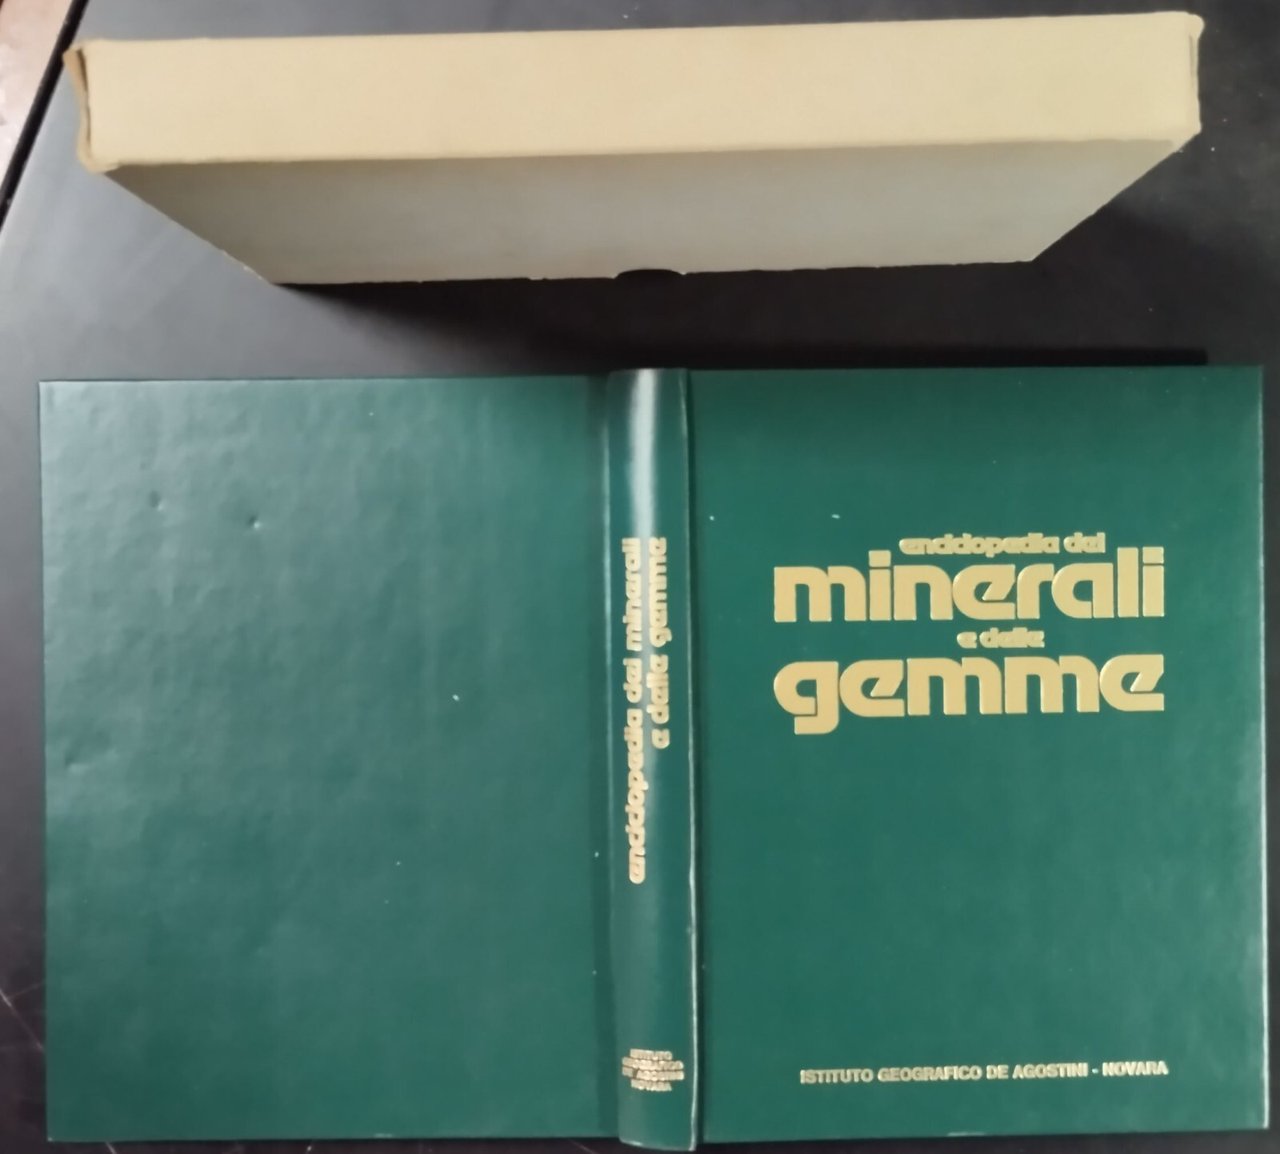 enciclopedia dei
minerali
e delle
gemme
ISTITUTO GEOGRAFICO DE AGOSTINI - NOVARA
enciclopedia dei minerali
e delle gemme
ISTITUTO
GEOGRAFICO
DE AGOSTINI
NOVARA